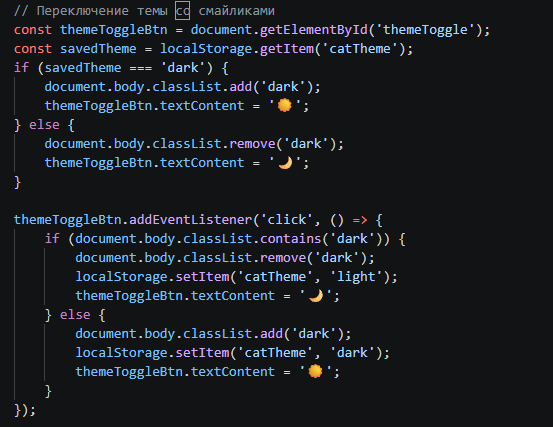 // Переключение темы со смайликами
const themeToggleBtn = document.getElementById('themeToggle');
const savedTheme = localStorage.getItem('catTheme');
if (savedTheme === 'dark') {
    document.body.classList.add('dark');
    themeToggleBtn.textContent = '🌞';
} else {
    document.body.classList.remove('dark');
    themeToggleBtn.textContent = '🌙';
}

themeToggleBtn.addEventListener('click', () => {
    if (document.body.classList.contains('dark')) {
        document.body.classList.remove('dark');
        localStorage.setItem('catTheme', 'light');
        themeToggleBtn.textContent = '🌙';
    } else {
        document.body.classList.add('dark');
        localStorage.setItem('catTheme', 'dark');
        themeToggleBtn.textContent = '🌞';
    }
});